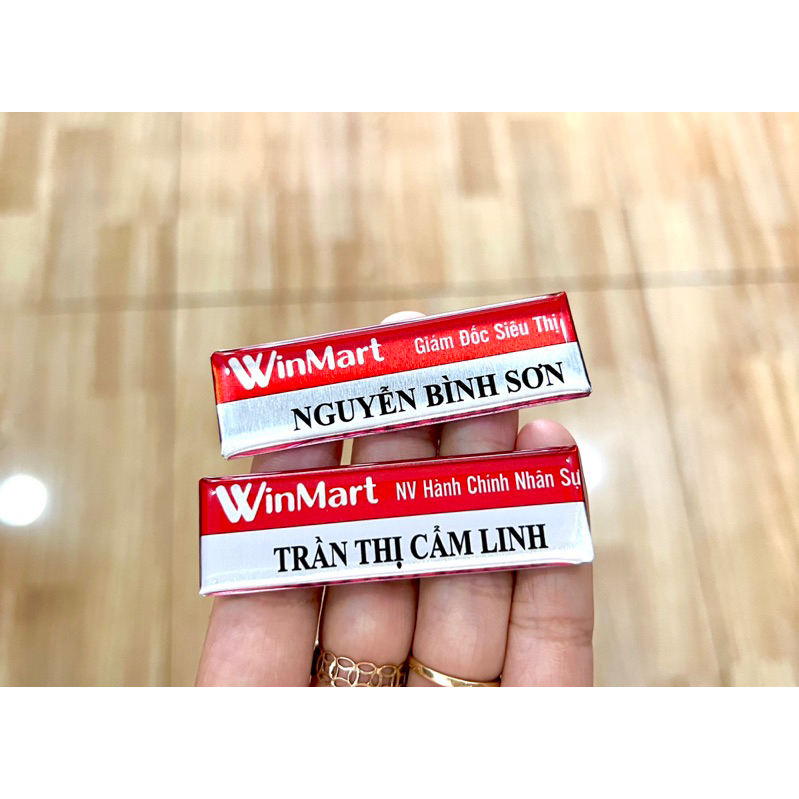 WinMart Giám Đốc Siêu Thị
NGUYỄN BÌNH SƠN
WinMart NV Hành Chính Nhân Sự
TRẦN THỊ CẨM LINH